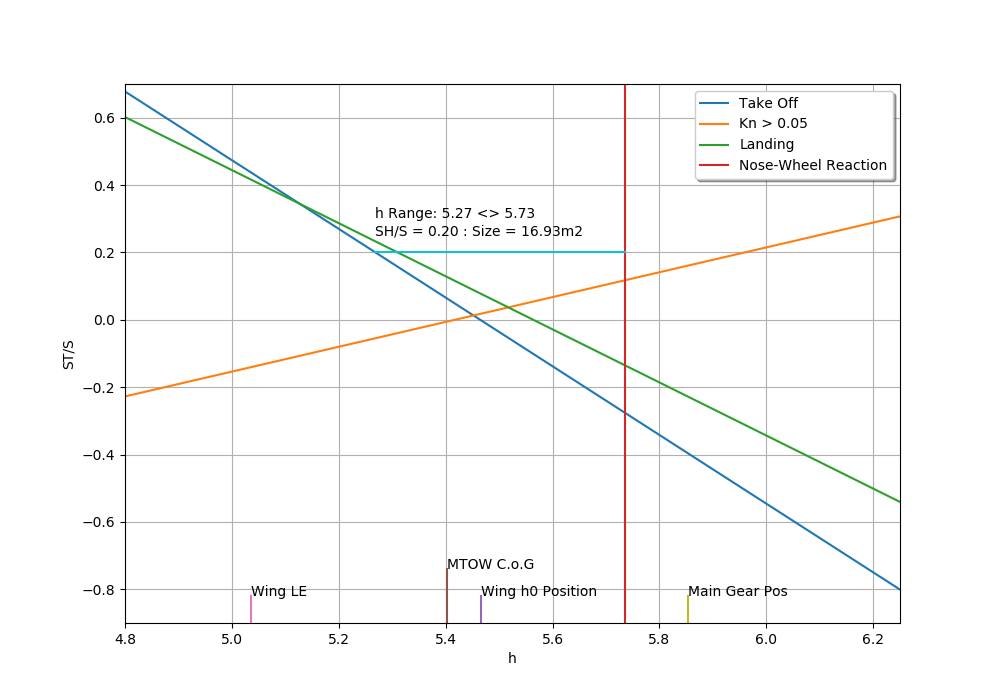 0.6
0.4
0.2
0.0
−0.2
−0.4
−0.6
−0.8
ST/S
Take Off
Kn > 0.05
Landing
Nose-Wheel Reaction
h Range: 5.27 <> 5.73
SH/S = 0.20 : Size = 16.93m2
MTOW C.o.G
Wing LE
Wing h0 Position
Main Gear Pos
4.8 5.0 5.2 5.4 5.6 5.8 6.0 6.2
h